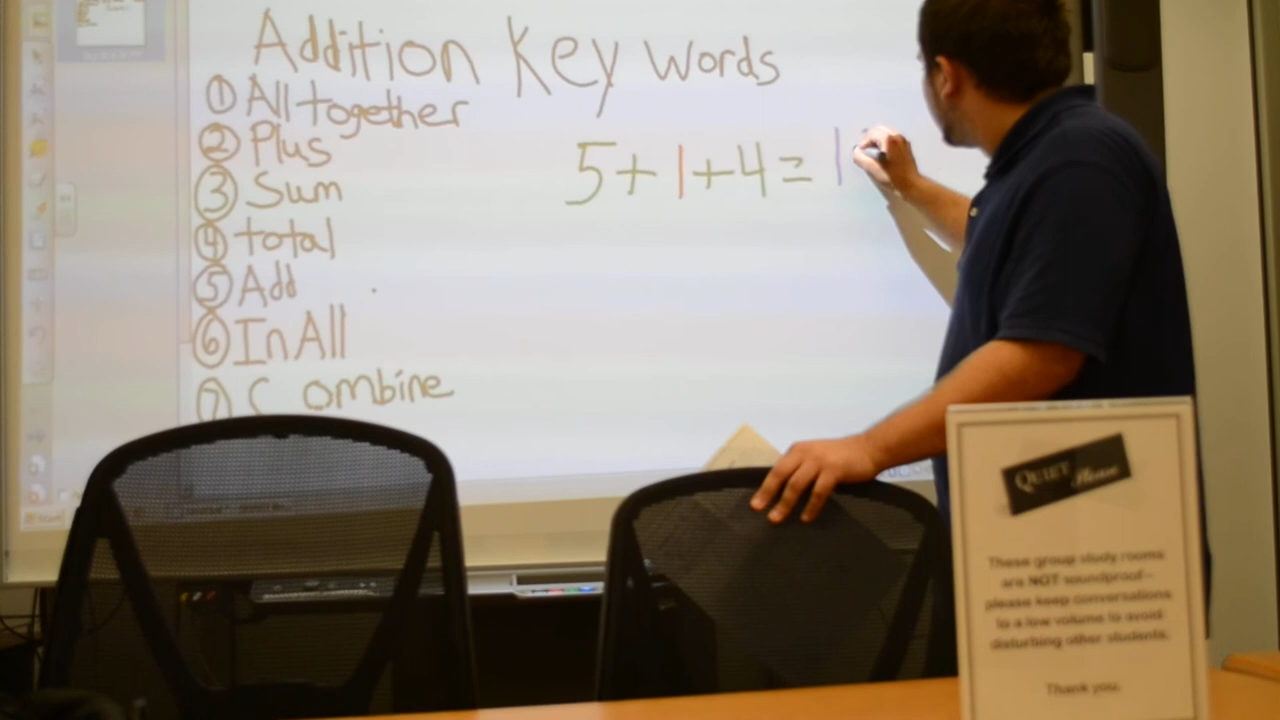 Addition Key Words
① All together
② Plus
③ Sum
④ total
⑤ Add
⑥ In All
⑦ Combine
5+1+4= 1
QUIET Please
These group study rooms
are NOT soundproof–
please keep conversations
to a low volume to avoid
disturbing other students.
Thank you.